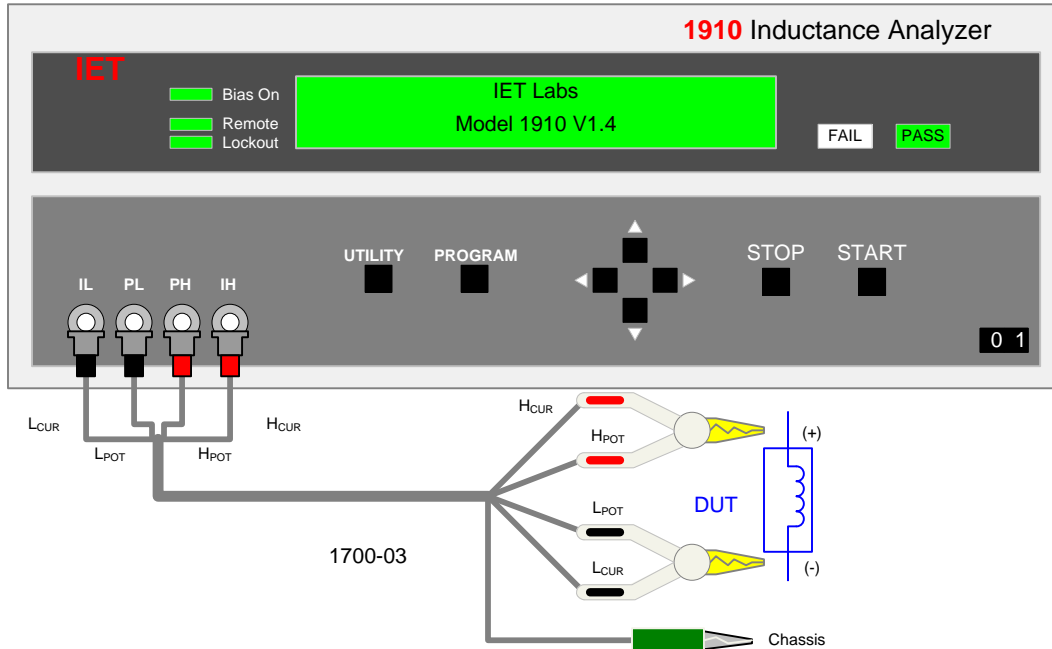 1910 Inductance Analyzer
IET
Bias On
Remote
Lockout
IET Labs
Model 1910 V1.4
FAIL
PASS
UTILITY
PROGRAM
STOP
START
IL
PL
PH
IH
0 1
LCUR
LPOT
HPOT
HCUR
HCUR
HPOT
LPOT
LCUR
DUT
(+)
(-)
1700-03
Chassis